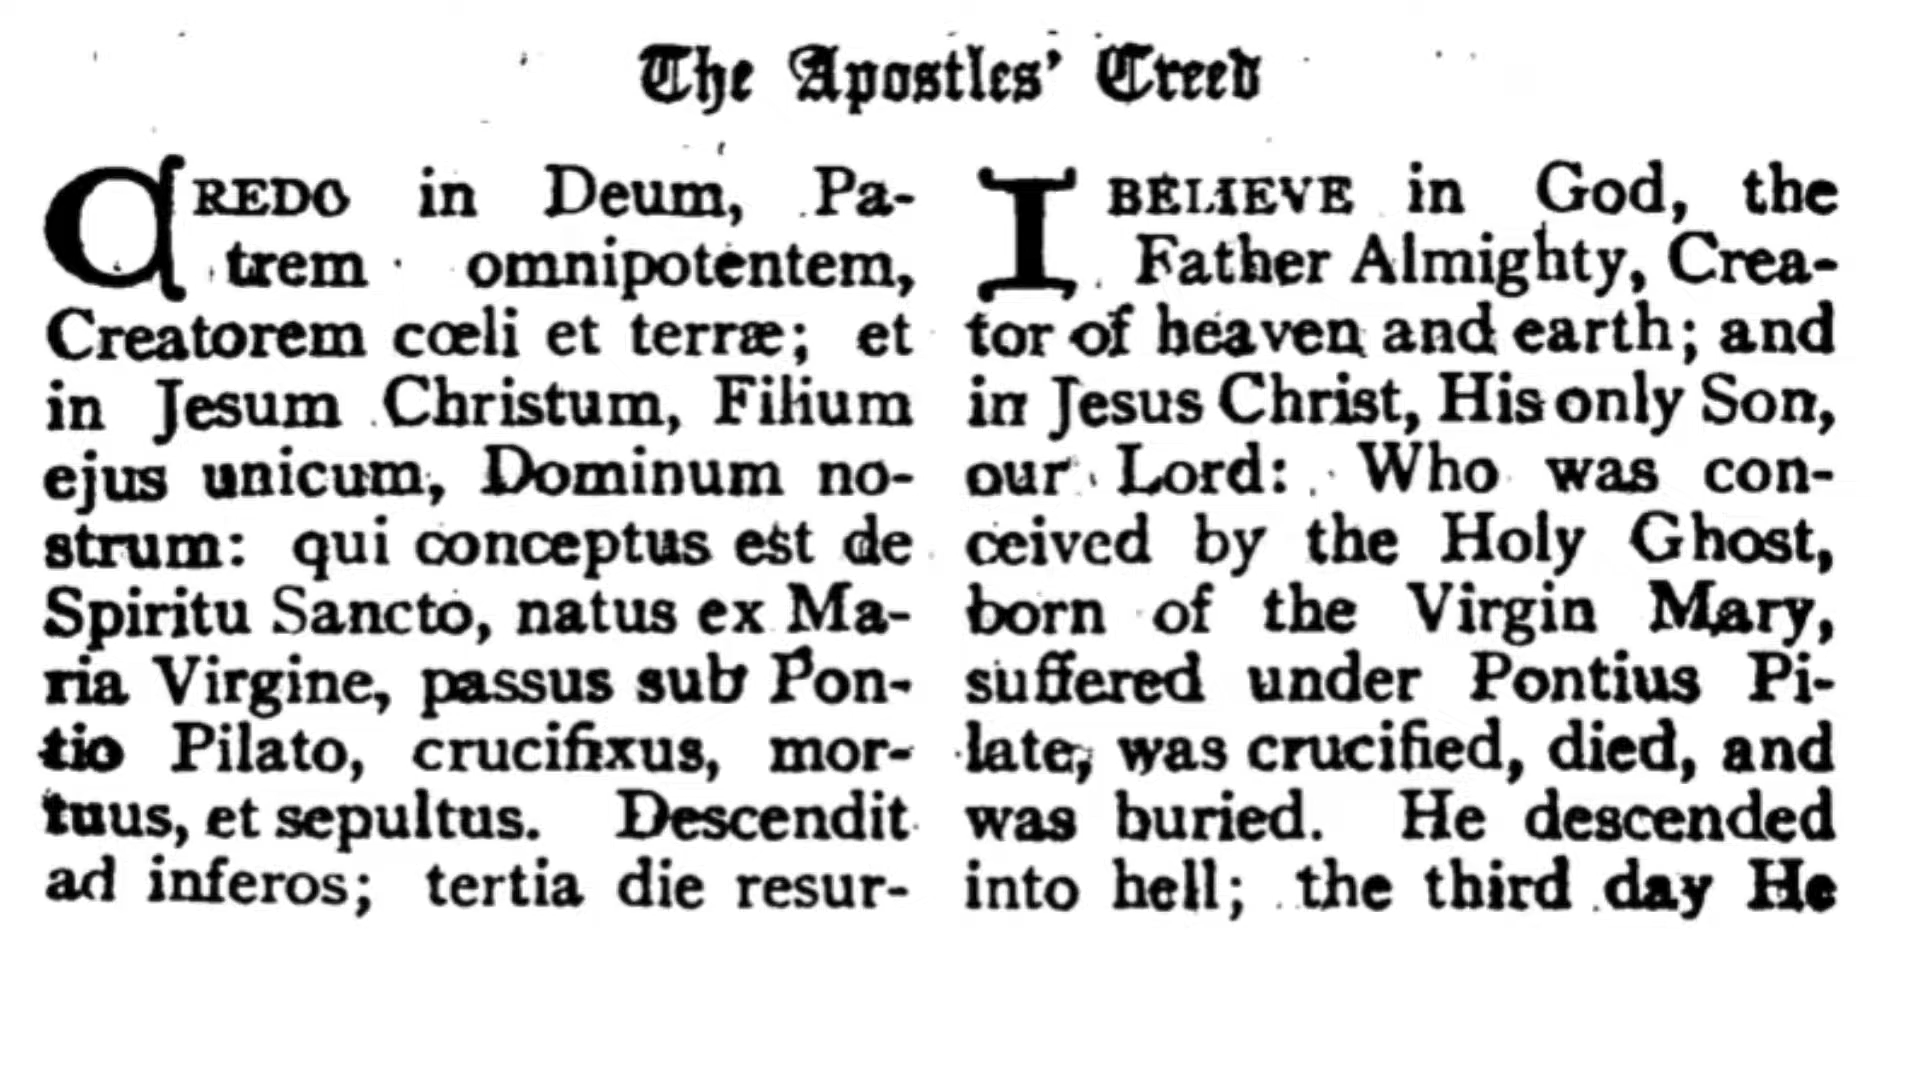 The Apostles' Creed
CREDO in Deum, Pa-
trem omnipotentem,
Creatorem cœli et terræ; et
in Jesum Christum, Filium
ejus unicum, Dominum no-
strum: qui conceptus est de
Spiritu Sancto, natus ex Ma-
ria Virgine, passus sub Pon-
tio Pilato, crucifixus, mor-
tuus, et sepultus. Descendit
ad inferos; tertia die resur-
I BELIEVE in God, the
Father Almighty, Crea-
tor of heaven and earth; and
in Jesus Christ, His only Son,
our Lord: Who was con-
ceived by the Holy Ghost,
born of the Virgin Mary,
suffered under Pontius Pi-
late, was crucified, died, and
was buried. He descended
into hell; the third day He